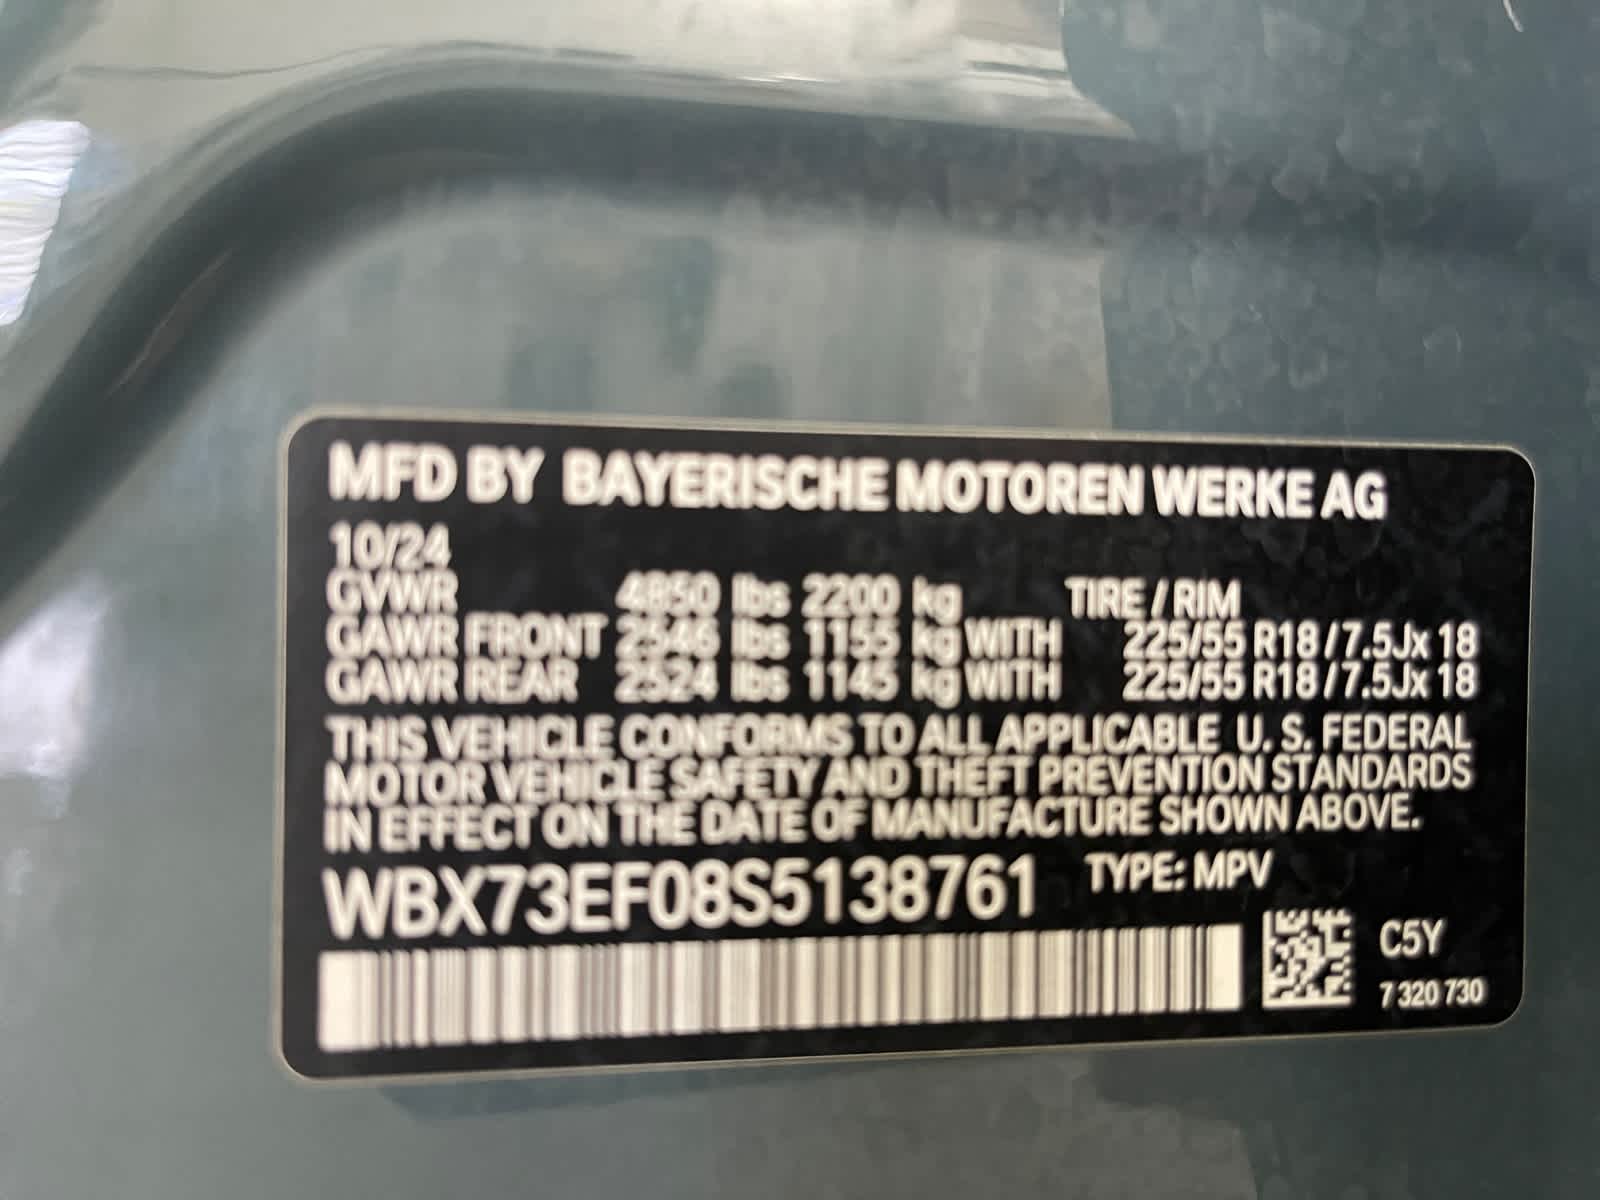 MFD BY BAYERISCHE MOTOREN WERKE AG
10/24
GVWR 4850 lbs 2200 kg TIRE / RIM
GAWR FRONT 2546 lbs 1155 kg WITH 225/55 R18 / 7.5Jx 18
GAWR REAR 2524 lbs 1145 kg WITH 225/55 R18 / 7.5Jx 18
THIS VEHICLE CONFORMS TO ALL APPLICABLE U. S. FEDERAL
MOTOR VEHICLE SAFETY AND THEFT PREVENTION STANDARDS
IN EFFECT ON THE DATE OF MANUFACTURE SHOWN ABOVE.
WBX73EF08S5138761 TYPE: MPV
C5Y
7 320 730